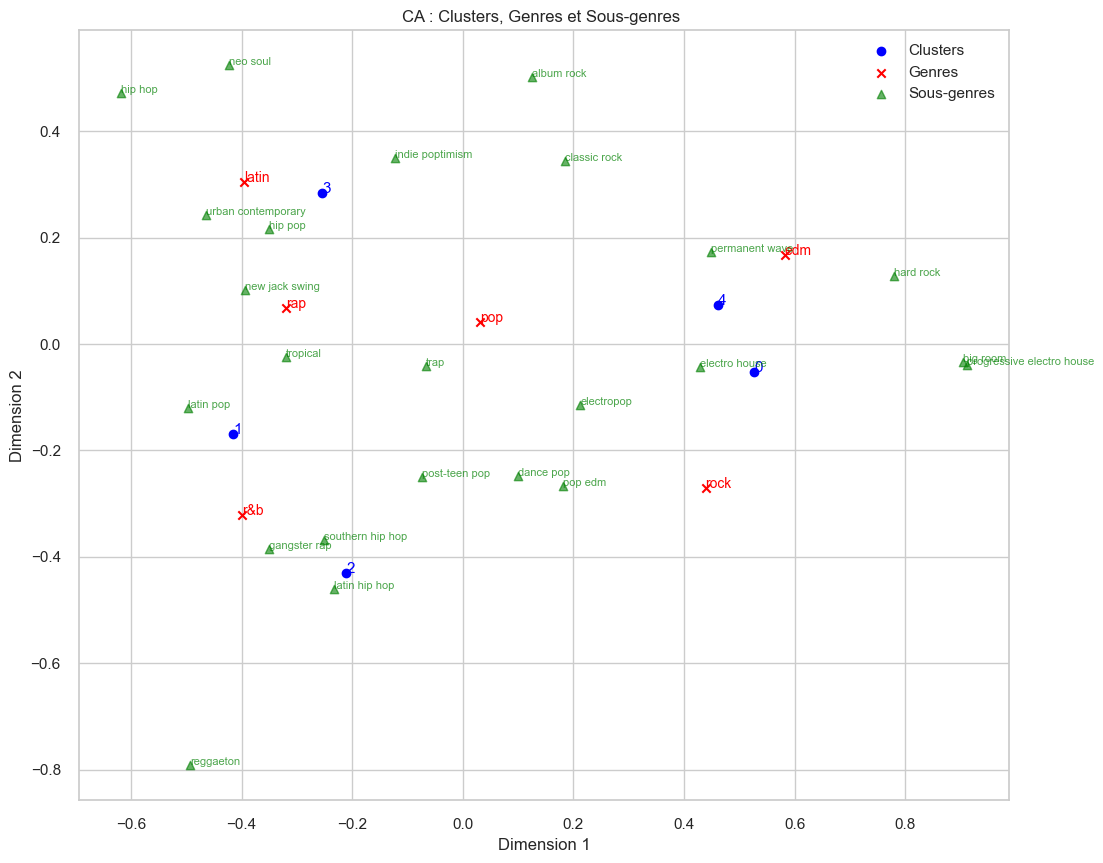 CA : Clusters, Genres et Sous-genres
Clusters
Genres
Sous-genres
neo soul
hip hop
album rock
indie poptimism
classic rock
latin
3
urban contemporary
hip pop
permanent wave
edm
hard rock
new jack swing
rap
4
pop
tropical
trap
electro house
0
big room
progressive electro house
latin pop
electropop
1
post-teen pop
dance pop
pop edm
rock
r&b
southern hip hop
gangster rap
2
latin hip hop
reggaeton
0.4
0.2
0.0
−0.2
−0.4
−0.6
−0.8
Dimension 2
−0.6
−0.4
−0.2
0.0
0.2
0.4
0.6
0.8
Dimension 1